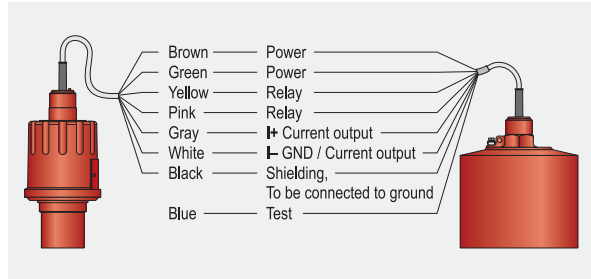 Brown Power
Green Power
Yellow Relay
Pink Relay
Gray I+ Current output
White I– GND / Current output
Black Shielding,
To be connected to ground
Blue Test